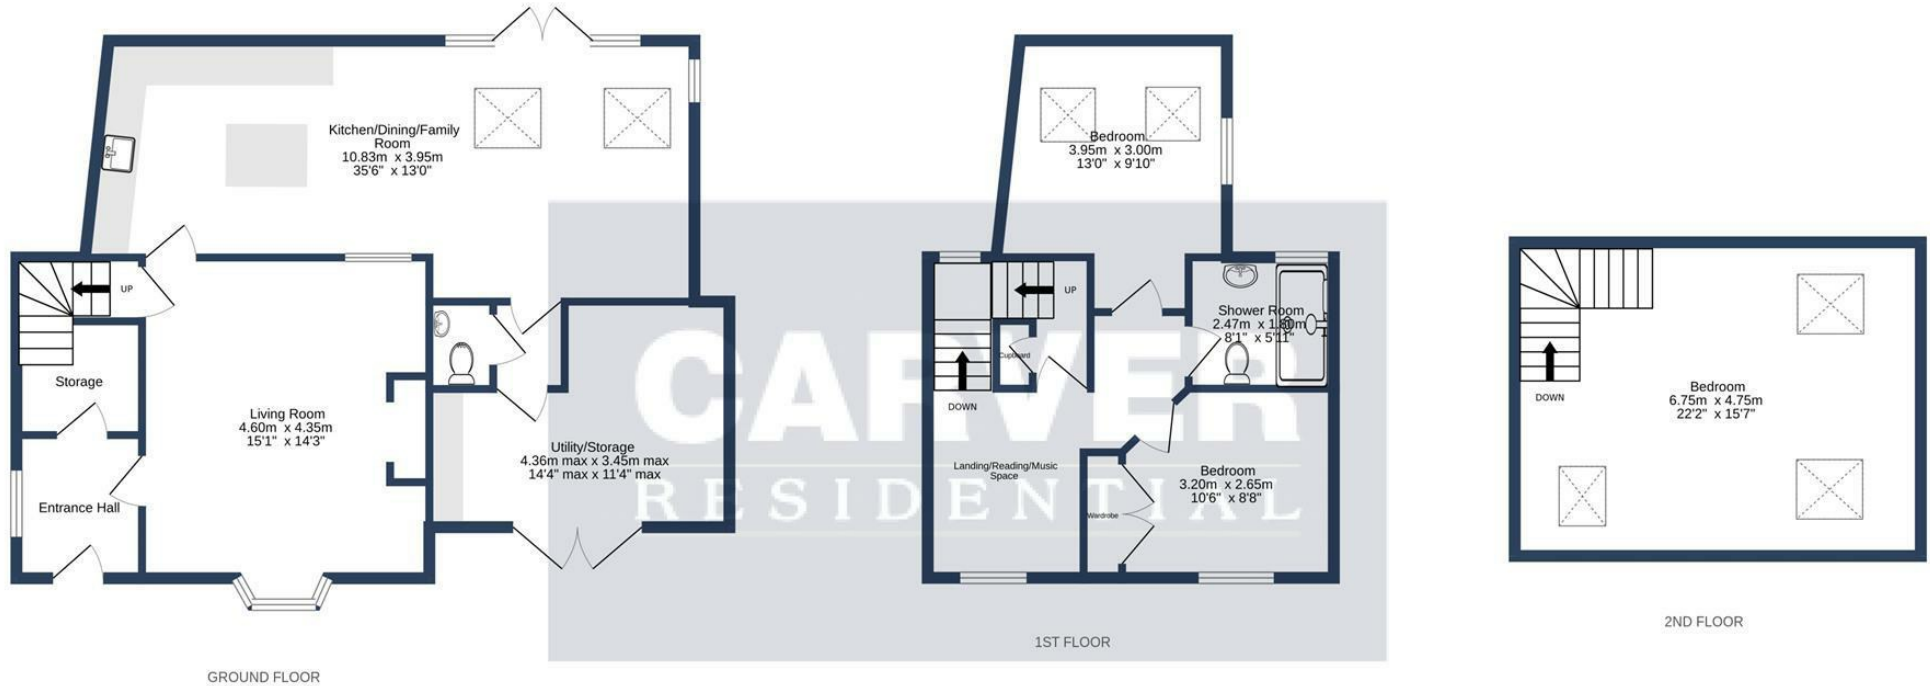 Kitchen/Dining/Family
Room
10.83m x 3.95m
35'6" x 13'0"
UP
Storage
Living Room
4.60m x 4.35m
15'1" x 14'3"
Entrance Hall
Utility/Storage
4.36m max x 3.45m max
14'4" max x 11'4" max
GROUND FLOOR
Bedroom
3.95m x 3.00m
13'0" x 9'10"
UP
Shower Room
2.47m x 1.80m
8'1" x 5'11"
Cupboard
DOWN
Landing/Reading/Music
Space
Bedroom
3.20m x 2.65m
10'6" x 8'8"
Wardrobe
1ST FLOOR
CARVER
RESIDENTIAL
DOWN
Bedroom
6.75m x 4.75m
22'2" x 15'7"
2ND FLOOR